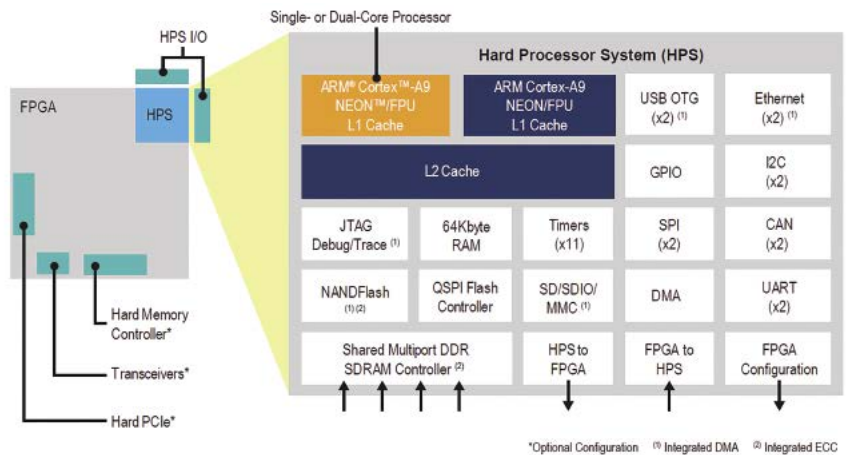 Single- or Dual-Core Processor
HPS I/O
FPGA
HPS
Hard Memory
Controller*
Transceivers*
Hard PCIe*
Hard Processor System (HPS)
ARM® Cortex™-A9
NEON™/FPU
L1 Cache
ARM Cortex-A9
NEON/FPU
L1 Cache
USB OTG
(x2) (1)
Ethernet
(x2) (1)
L2 Cache
GPIO
I2C
(x2)
JTAG
Debug/Trace (1)
64Kbyte
RAM
Timers
(x11)
SPI
(x2)
CAN
(x2)
NANDFlash
(1) (2)
QSPI Flash
Controller
SD/SDIO/
MMC (1)
DMA
UART
(x2)
Shared Multiport DDR
SDRAM Controller (2)
HPS to
FPGA
FPGA to
HPS
FPGA
Configuration
*Optional Configuration (1) Integrated DMA (2) Integrated ECC